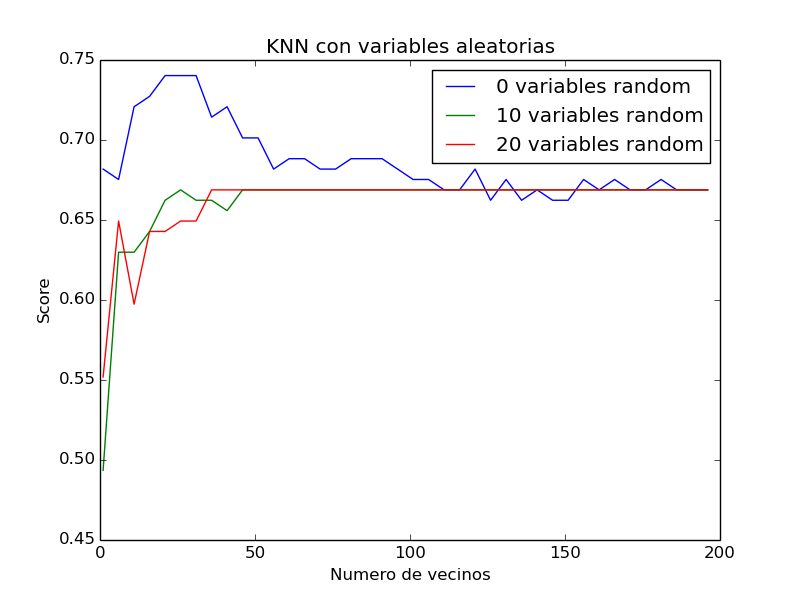 KNN con variables aleatorias
0.75
0.70
0.65
0.60
0.55
0.50
0.45
Score
0 variables random
10 variables random
20 variables random
0
50
100
150
200
Numero de vecinos